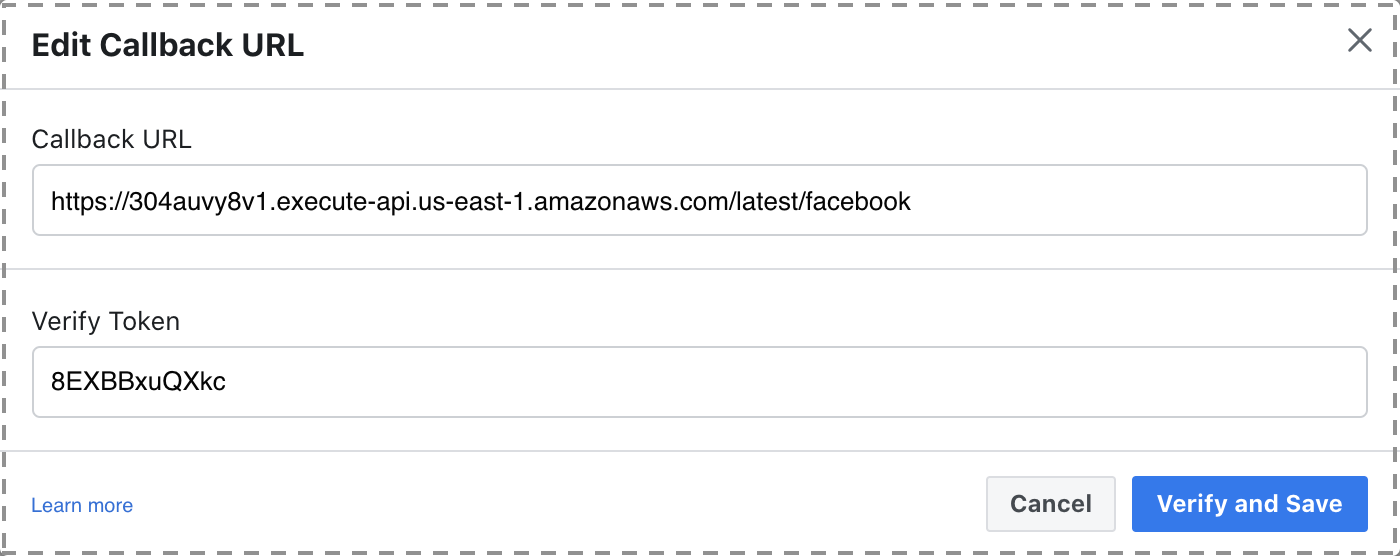 Edit Callback URL
Callback URL
https://304auvy8v1.execute-api.us-east-1.amazonaws.com/latest/facebook
Verify Token
8EXBBxuQXkc
Learn more
Cancel
Verify and Save